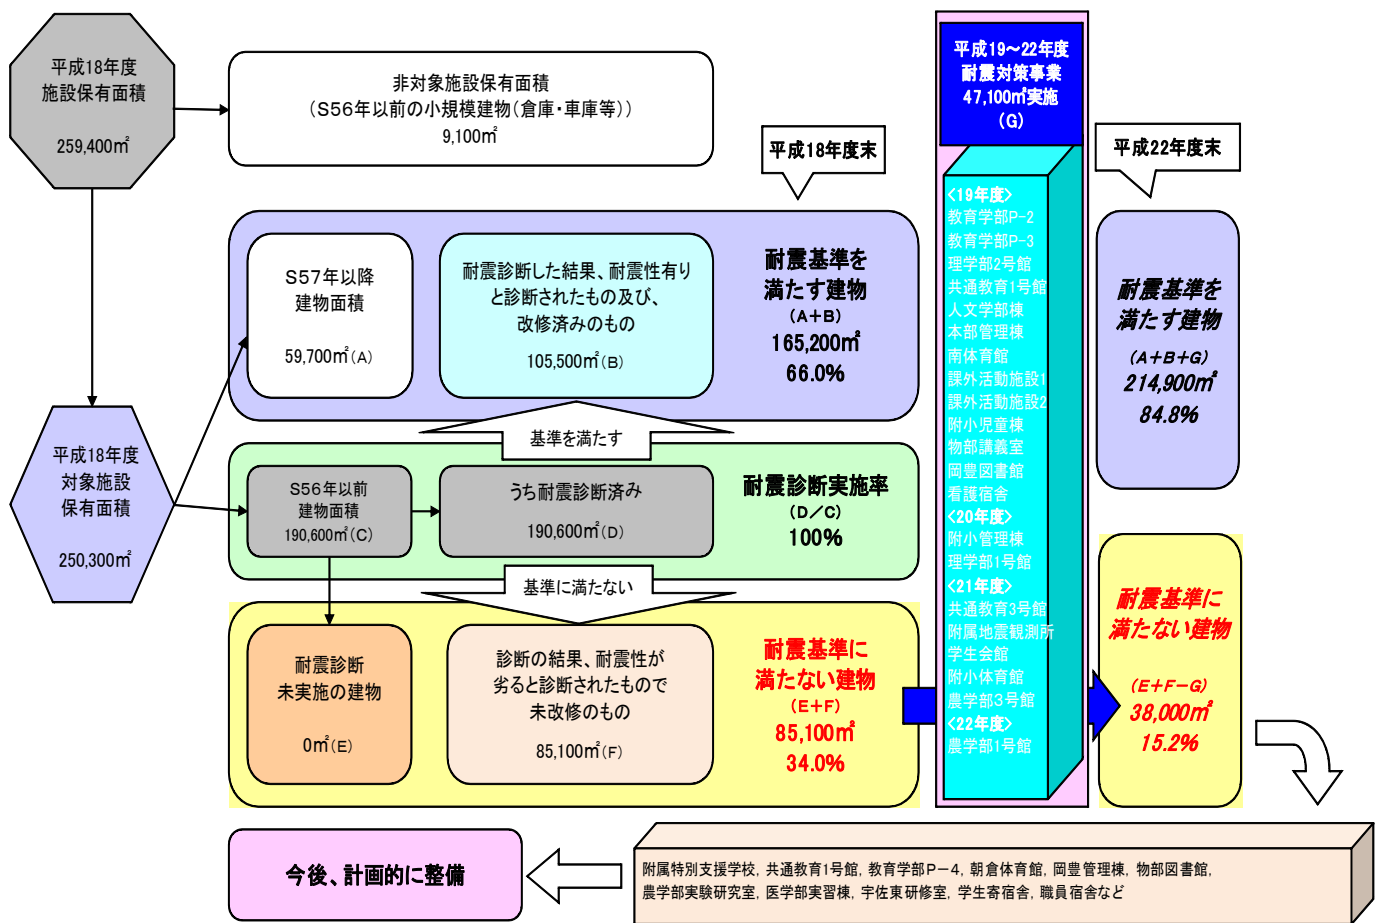 平成18年度
施設保有面積
259,400㎡
非対象施設保有面積
（S56年以前の小規模建物（倉庫・車庫等））
9,100㎡
平成18年度末
平成19～22年度
耐震対策事業
47,100㎡実施
（G）
平成22年度末
S57年以降
建物面積
59,700㎡（A）
耐震診断した結果、耐震性有り
と診断されたもの及び、
改修済みのもの
105,500㎡（B）
耐震基準を
満たす建物
（A＋B）
165,200㎡
66.0%
基準を満たす
平成18年度
対象施設
保有面積
250,300㎡
S56年以前
建物面積
190,600㎡（C）
うち耐震診断済み
190,600㎡（D）
耐震診断実施率
（D／C）
100%
基準に満たない
耐震診断
未実施の建物
0㎡（E）
診断の結果、耐震性が
劣ると診断されたもので
未改修のもの
85,100㎡（F）
耐震基準に
満たない建物
（E＋F）
85,100㎡
34.0%
<19年度>
教育学部P-2
教育学部P-3
理学部2号館
共通教育1号館
人文学部棟
本部管理棟
南体育館
課外活動施設1
課外活動施設2
附小児童棟
物部講義室
岡豊図書館
看護宿舎
<20年度>
附小管理棟
理学部1号館
<21年度>
共通教育3号館
附属地震観測所
学生会館
附小体育館
農学部3号館
<22年度>
農学部1号館
耐震基準を
満たす建物
（A＋B＋G）
214,900㎡
84.8%
耐震基準に
満たない建物
（E＋F－G）
38,000㎡
15.2%
今後、計画的に整備
附属特別支援学校, 共通教育1号館, 教育学部P－4, 朝倉体育館, 岡豊管理棟, 物部図書館,
農学部実験研究室, 医学部実習棟, 宇佐東研修室, 学生寄宿舎, 職員宿舎など